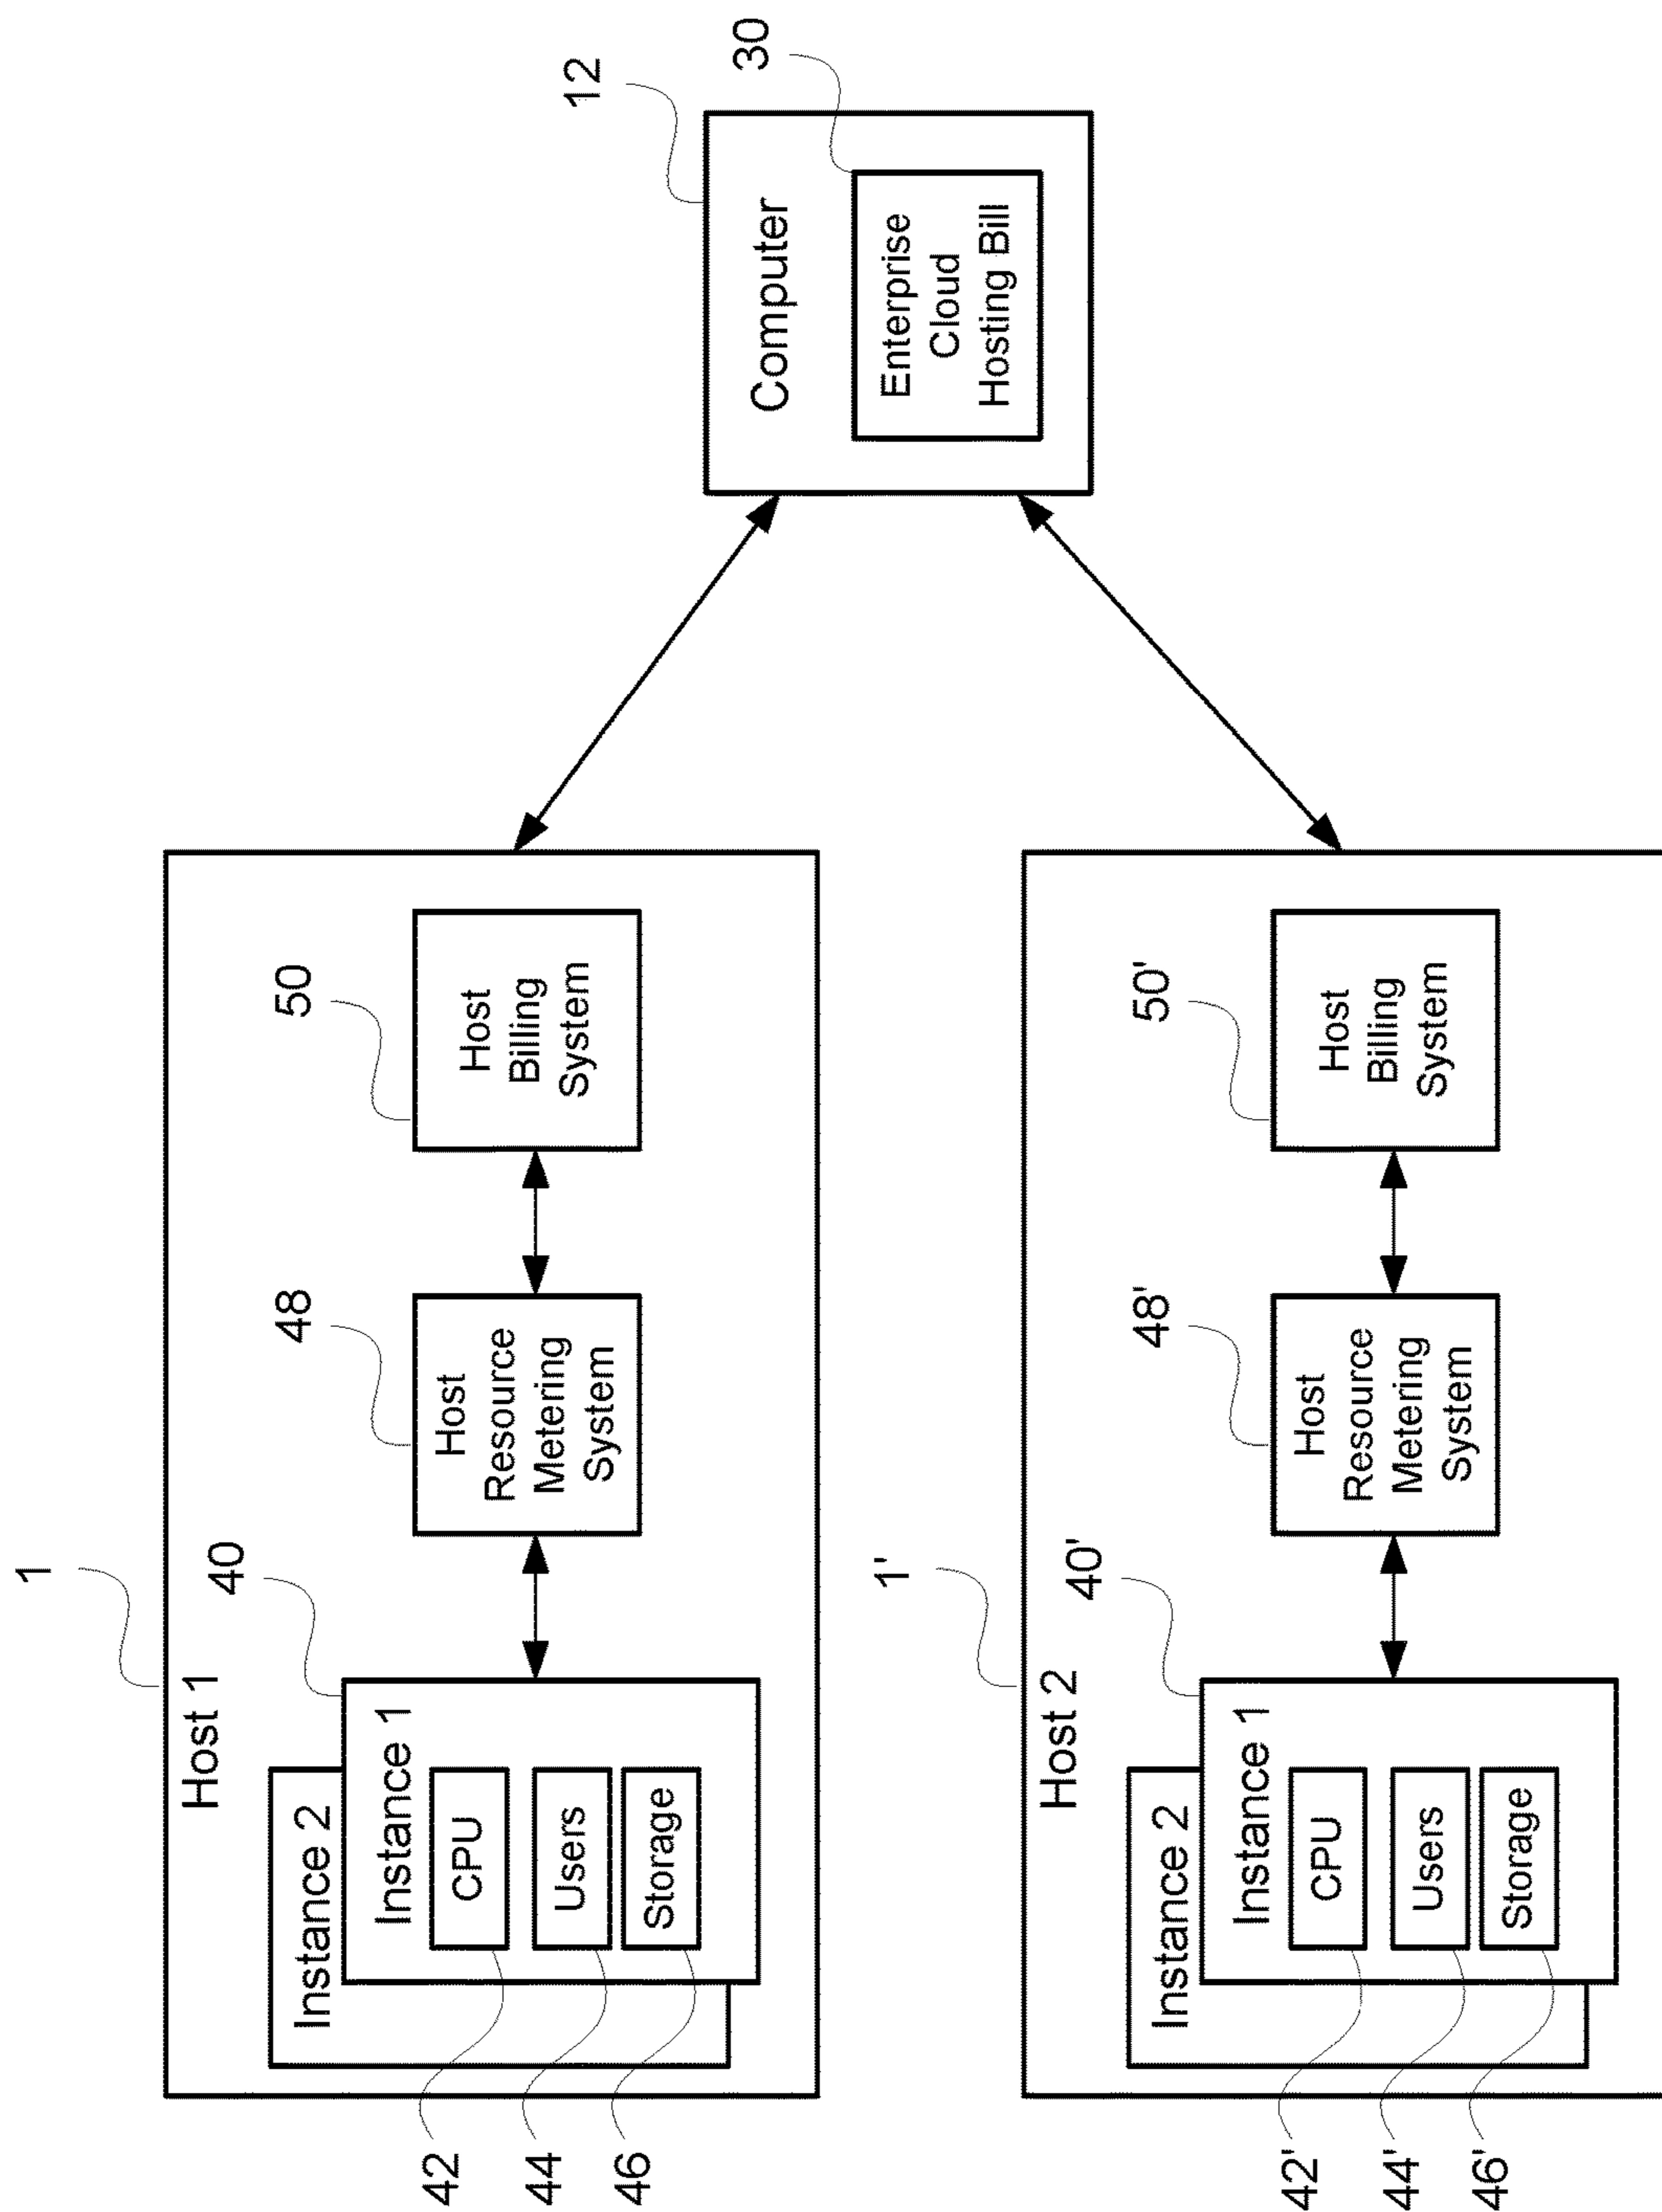 1
Host 1
40
Instance 2
Instance 1
CPU
Users
Storage
42
44
46
48
Host
Resource
Metering
System
50
Host
Billing
System
1'
Host 2
40'
Instance 2
Instance 1
CPU
Users
Storage
42'
44'
46'
48'
Host
Resource
Metering
System
50'
Host
Billing
System
12
Computer
30
Enterprise
Cloud
Hosting Bill